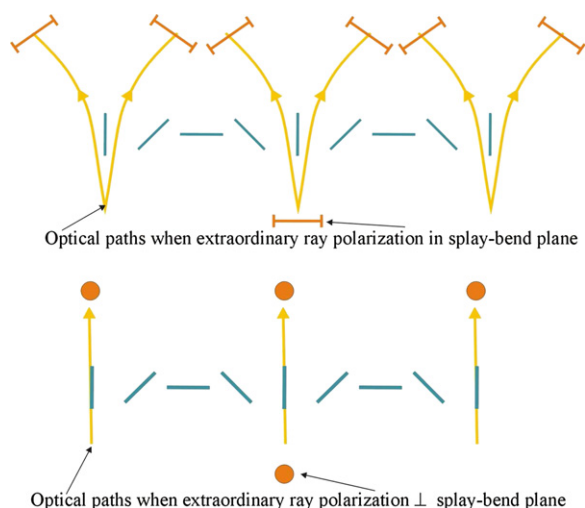 Optical paths when extraordinary ray polarization in splay-bend plane
Optical paths when extraordinary ray polarization ⊥ splay-bend plane